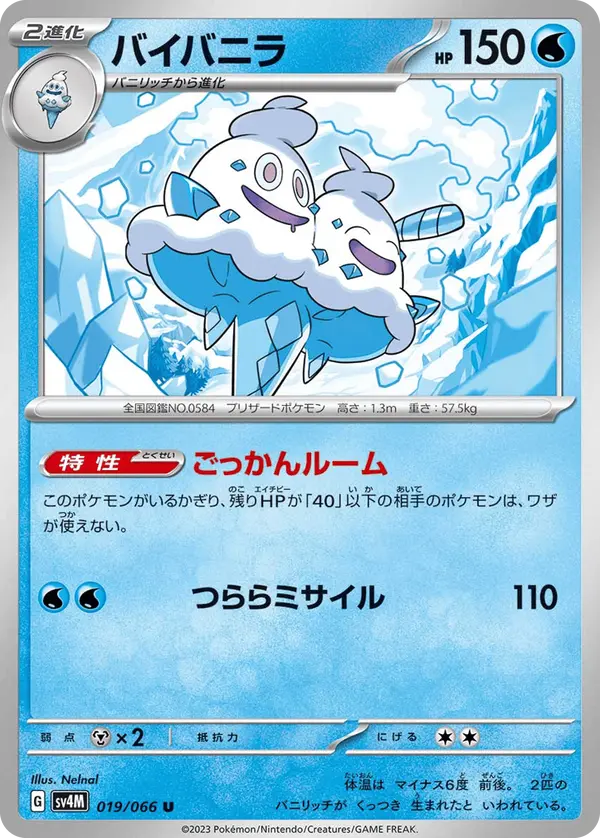 2進化
バイバニラ
HP 150
バニリッチから進化
全国図鑑NO.0584 ブリザードポケモン 高さ:1.3m 重さ:57.5kg
特性 とくせい ごっかんルーム
このポケモンがいるかぎり、残りHPが「40」以下の相手のポケモンは、ワザ
が使えない。
つららミサイル 110
弱点 ×2 抵抗力 にげる
Illus. Nelnal
体温は マイナス6度 前後。 2匹の
バニリッチが くっつき 生まれたと いわれている。
G sv4M 019/066 U
©2023 Pokémon/Nintendo/Creatures/GAME FREAK.